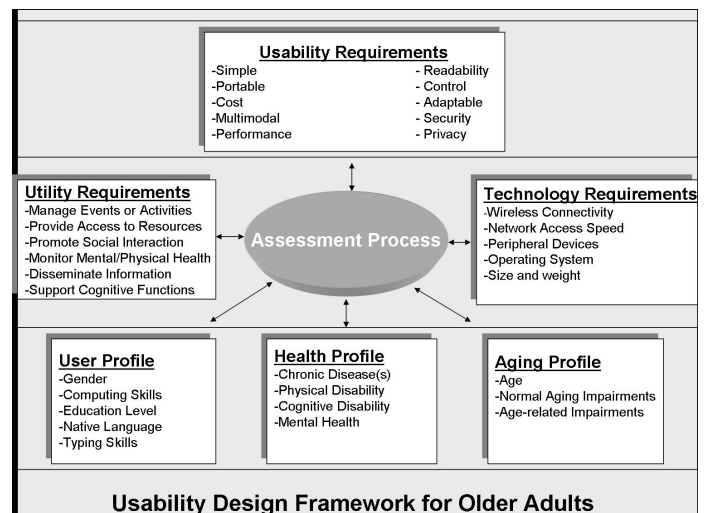 Usability Requirements
-Simple
-Portable
-Cost
-Multimodal
-Performance
- Readability
- Control
- Adaptable
- Security
- Privacy
Utility Requirements
-Manage Events or Activities
-Provide Access to Resources
-Promote Social Interaction
-Monitor Mental/Physical Health
-Disseminate Information
-Support Cognitive Functions
Assessment Process
Technology Requirements
-Wireless Connectivity
-Network Access Speed
-Peripheral Devices
-Operating System
-Size and weight
User Profile
-Gender
-Computing Skills
-Education Level
-Native Language
-Typing Skills
Health Profile
-Chronic Disease(s)
-Physical Disability
-Cognitive Disability
-Mental Health
Aging Profile
-Age
-Normal Aging Impairments
-Age-related Impairments
Usability Design Framework for Older Adults